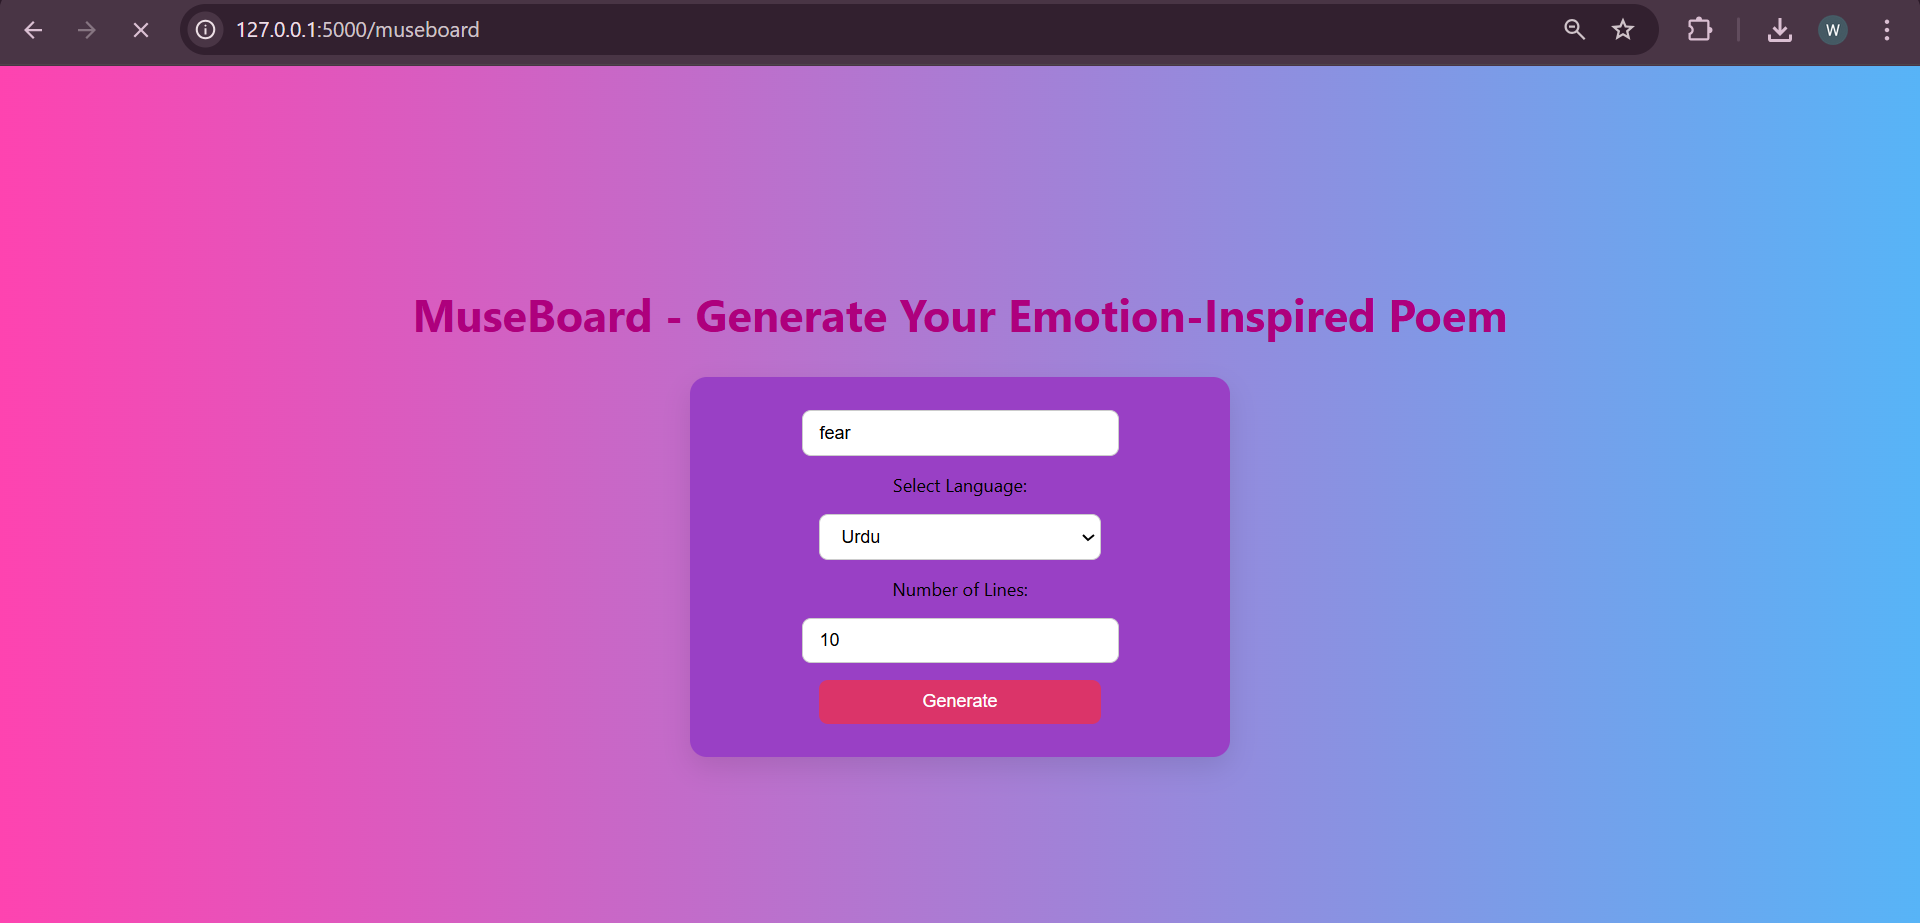 127.0.0.1:5000/museboard
W
MuseBoard - Generate Your Emotion-Inspired Poem
fear
Select Language:
Urdu
Number of Lines:
10
Generate